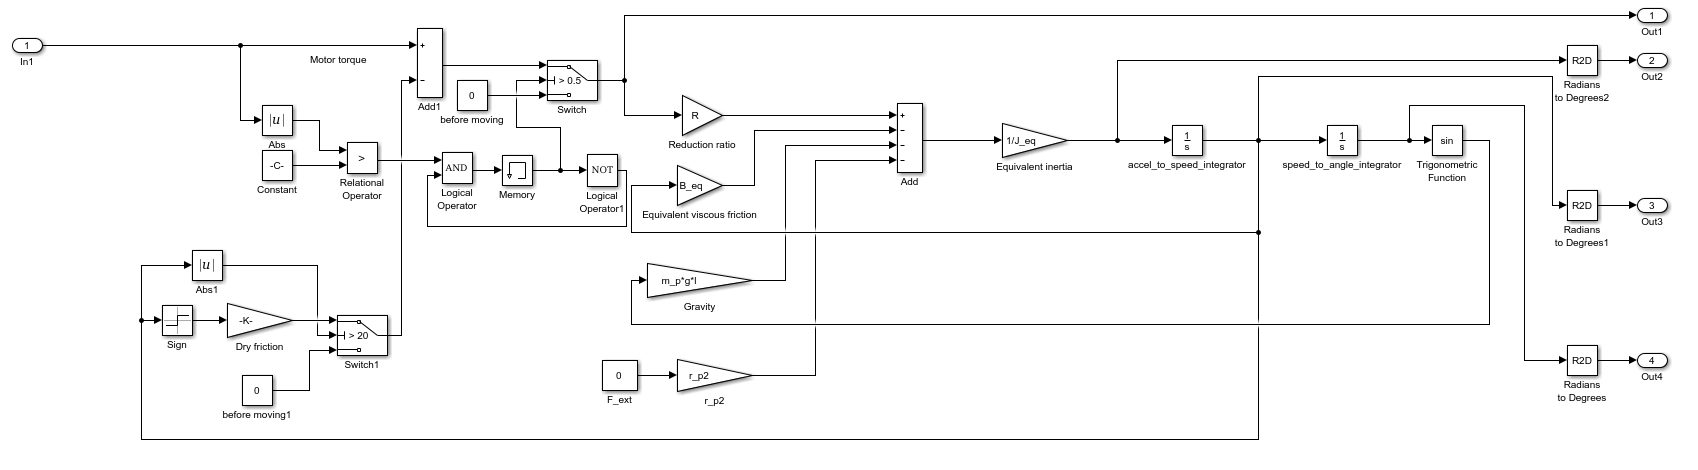 1
In1
Motor torque
+
−
Add1
0
before moving
> 0.5
Switch
1
Out1
R2D
Radians
to Degrees2
2
Out2
|u|
Abs
-C-
Constant
>
Relational
Operator
AND
Logical
Operator
Memory
NOT
Logical
Operator1
R
Reduction ratio
B_eq
Equivalent viscous friction
+
−
−
−
Add
1/J_eq
Equivalent inertia
1
s
accel_to_speed_integrator
1
s
speed_to_angle_integrator
sin
Trigonometric
Function
R2D
Radians
to Degrees1
3
Out3
|u|
Abs1
Sign
-K-
Dry friction
> 20
Switch1
0
before moving1
m_p*g*l
Gravity
0
F_ext
r_p2
r_p2
R2D
Radians
to Degrees
4
Out4